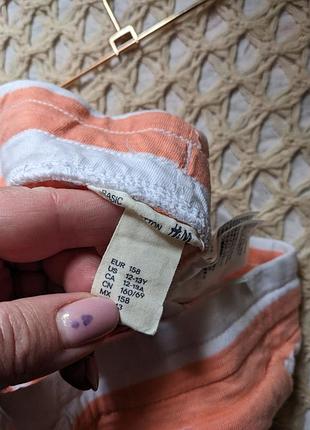 BASIC
H&M
EUR 158
US 12-13Y
CA 12-13A
CN 160/69
MX 158